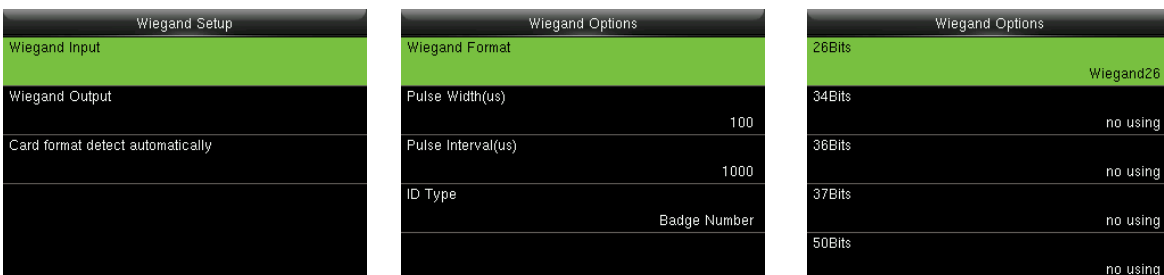 Wiegand Setup
Wiegand Input
Wiegand Output
Card format detect automatically
Wiegand Options
Wiegand Format
Pulse Width(us)
100
Pulse Interval(us)
1000
ID Type
Badge Number
Wiegand Options
26Bits
Wiegand26
34Bits
no using
36Bits
no using
37Bits
no using
50Bits
no using